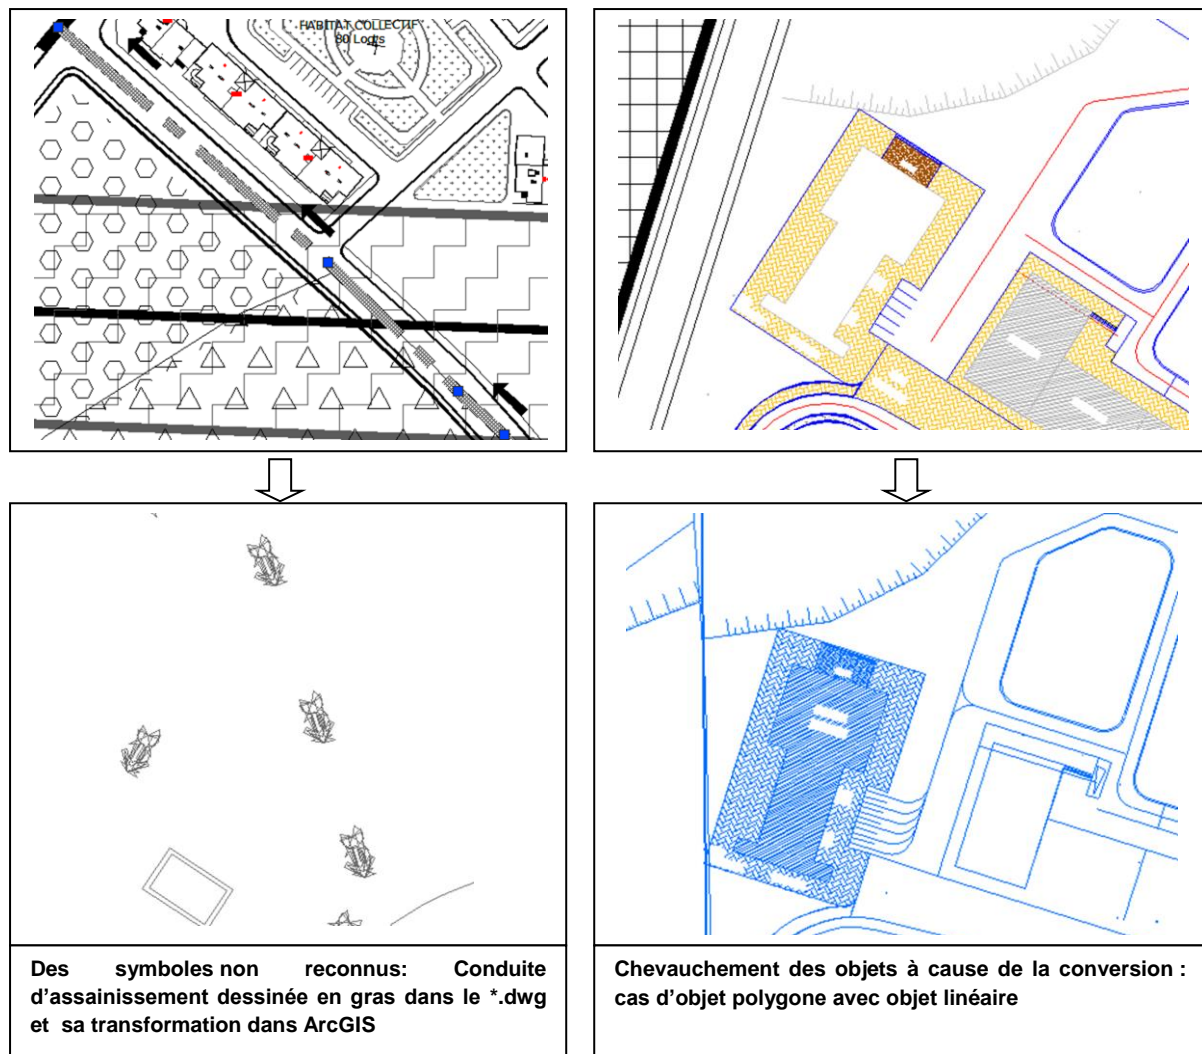 HABITAT COLLECTIF
80 Logts
Des symboles non reconnus: Conduite
d'assainissement dessinée en gras dans le *.dwg
et sa transformation dans ArcGIS
Chevauchement des objets à cause de la conversion :
cas d'objet polygone avec objet linéaire